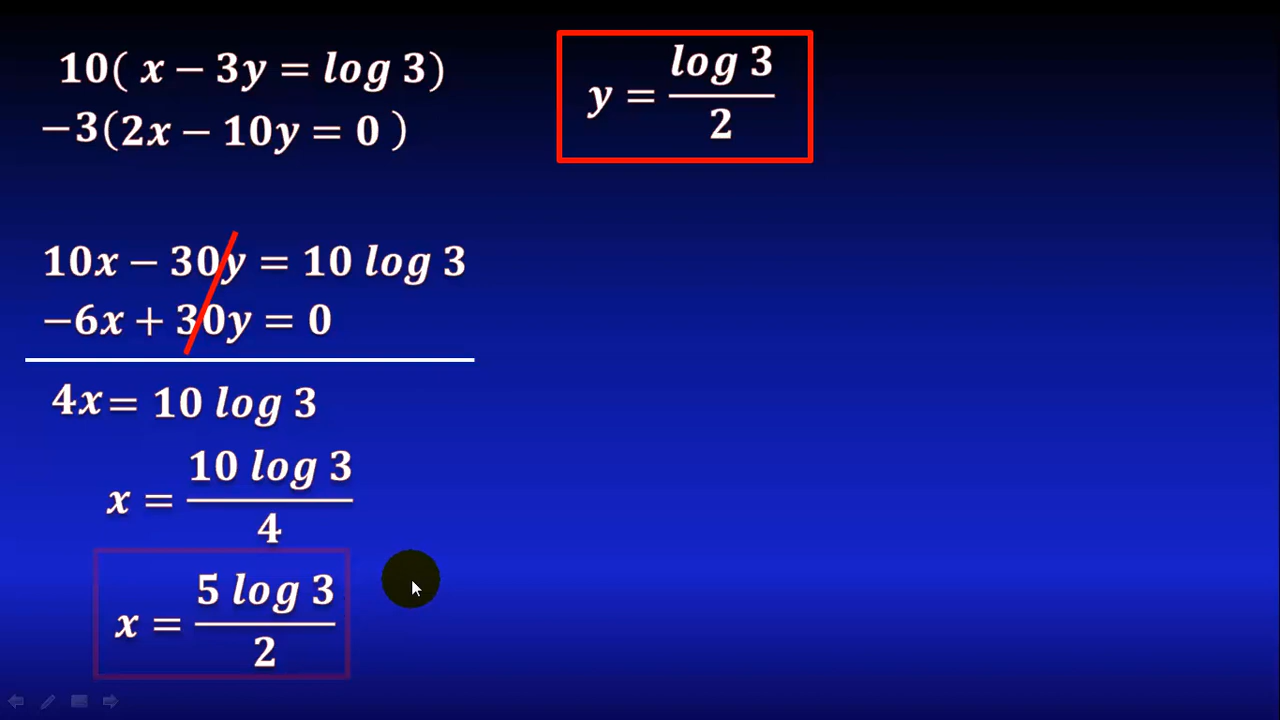 10( x − 3y = log 3)
−3(2x − 10y = 0 )
10x − 30y = 10 log 3
−6x + 30y = 0
4x = 10 log 3
x = 10 log 3 / 4
x = 5 log 3 / 2
y = log 3 / 2